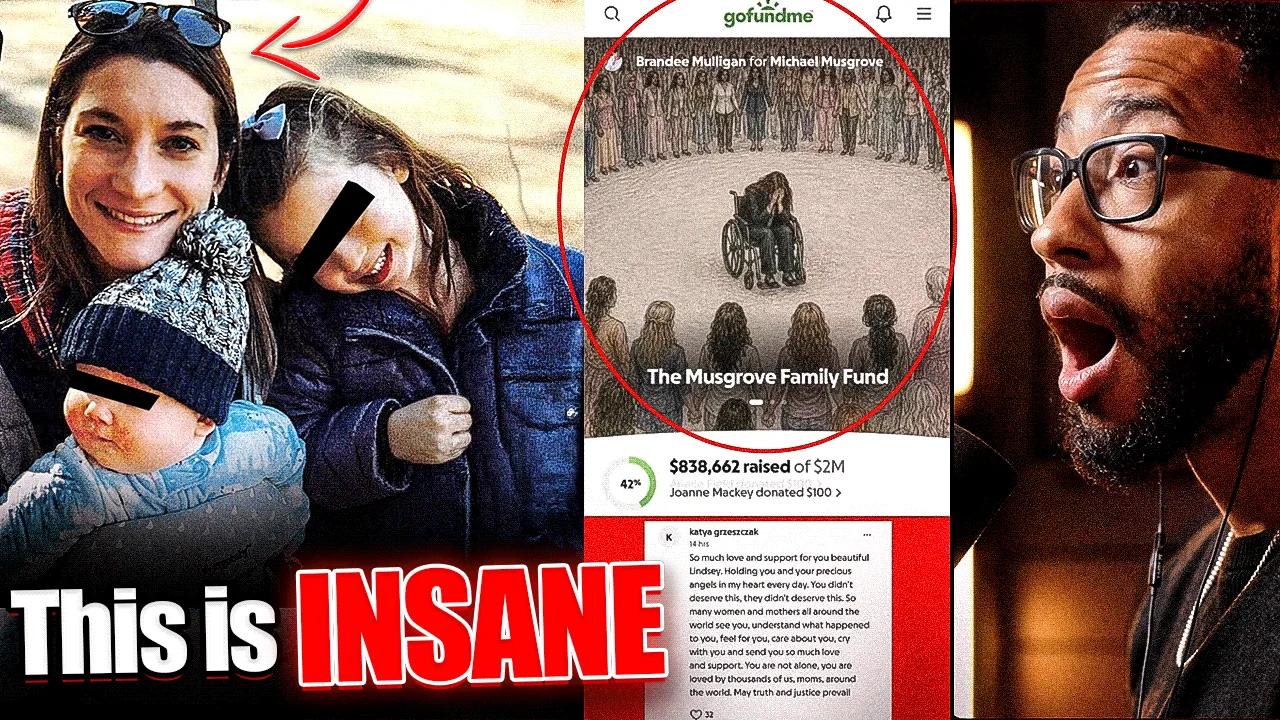 gofundme
Brandee Mulligan for Michael Musgrove
The Musgrove Family Fund
42%
$838,662 raised of $2M
Joanne Mackey donated $100 >
K
katya grzeszczak
14 hrs
So much love and support for you beautiful
Lindsey. Holding you and your precious
angels in my heart every day. You didn't
deserve this, they didn't deserve this. So
many women and mothers all around the
world see you, understand what happened
to you, feel for you, care about you, cry
with you and send you so much love
and support. You are not alone, you are
loved by thousands of us, moms, around
the world. May truth and justice prevail
32
This is INSANE